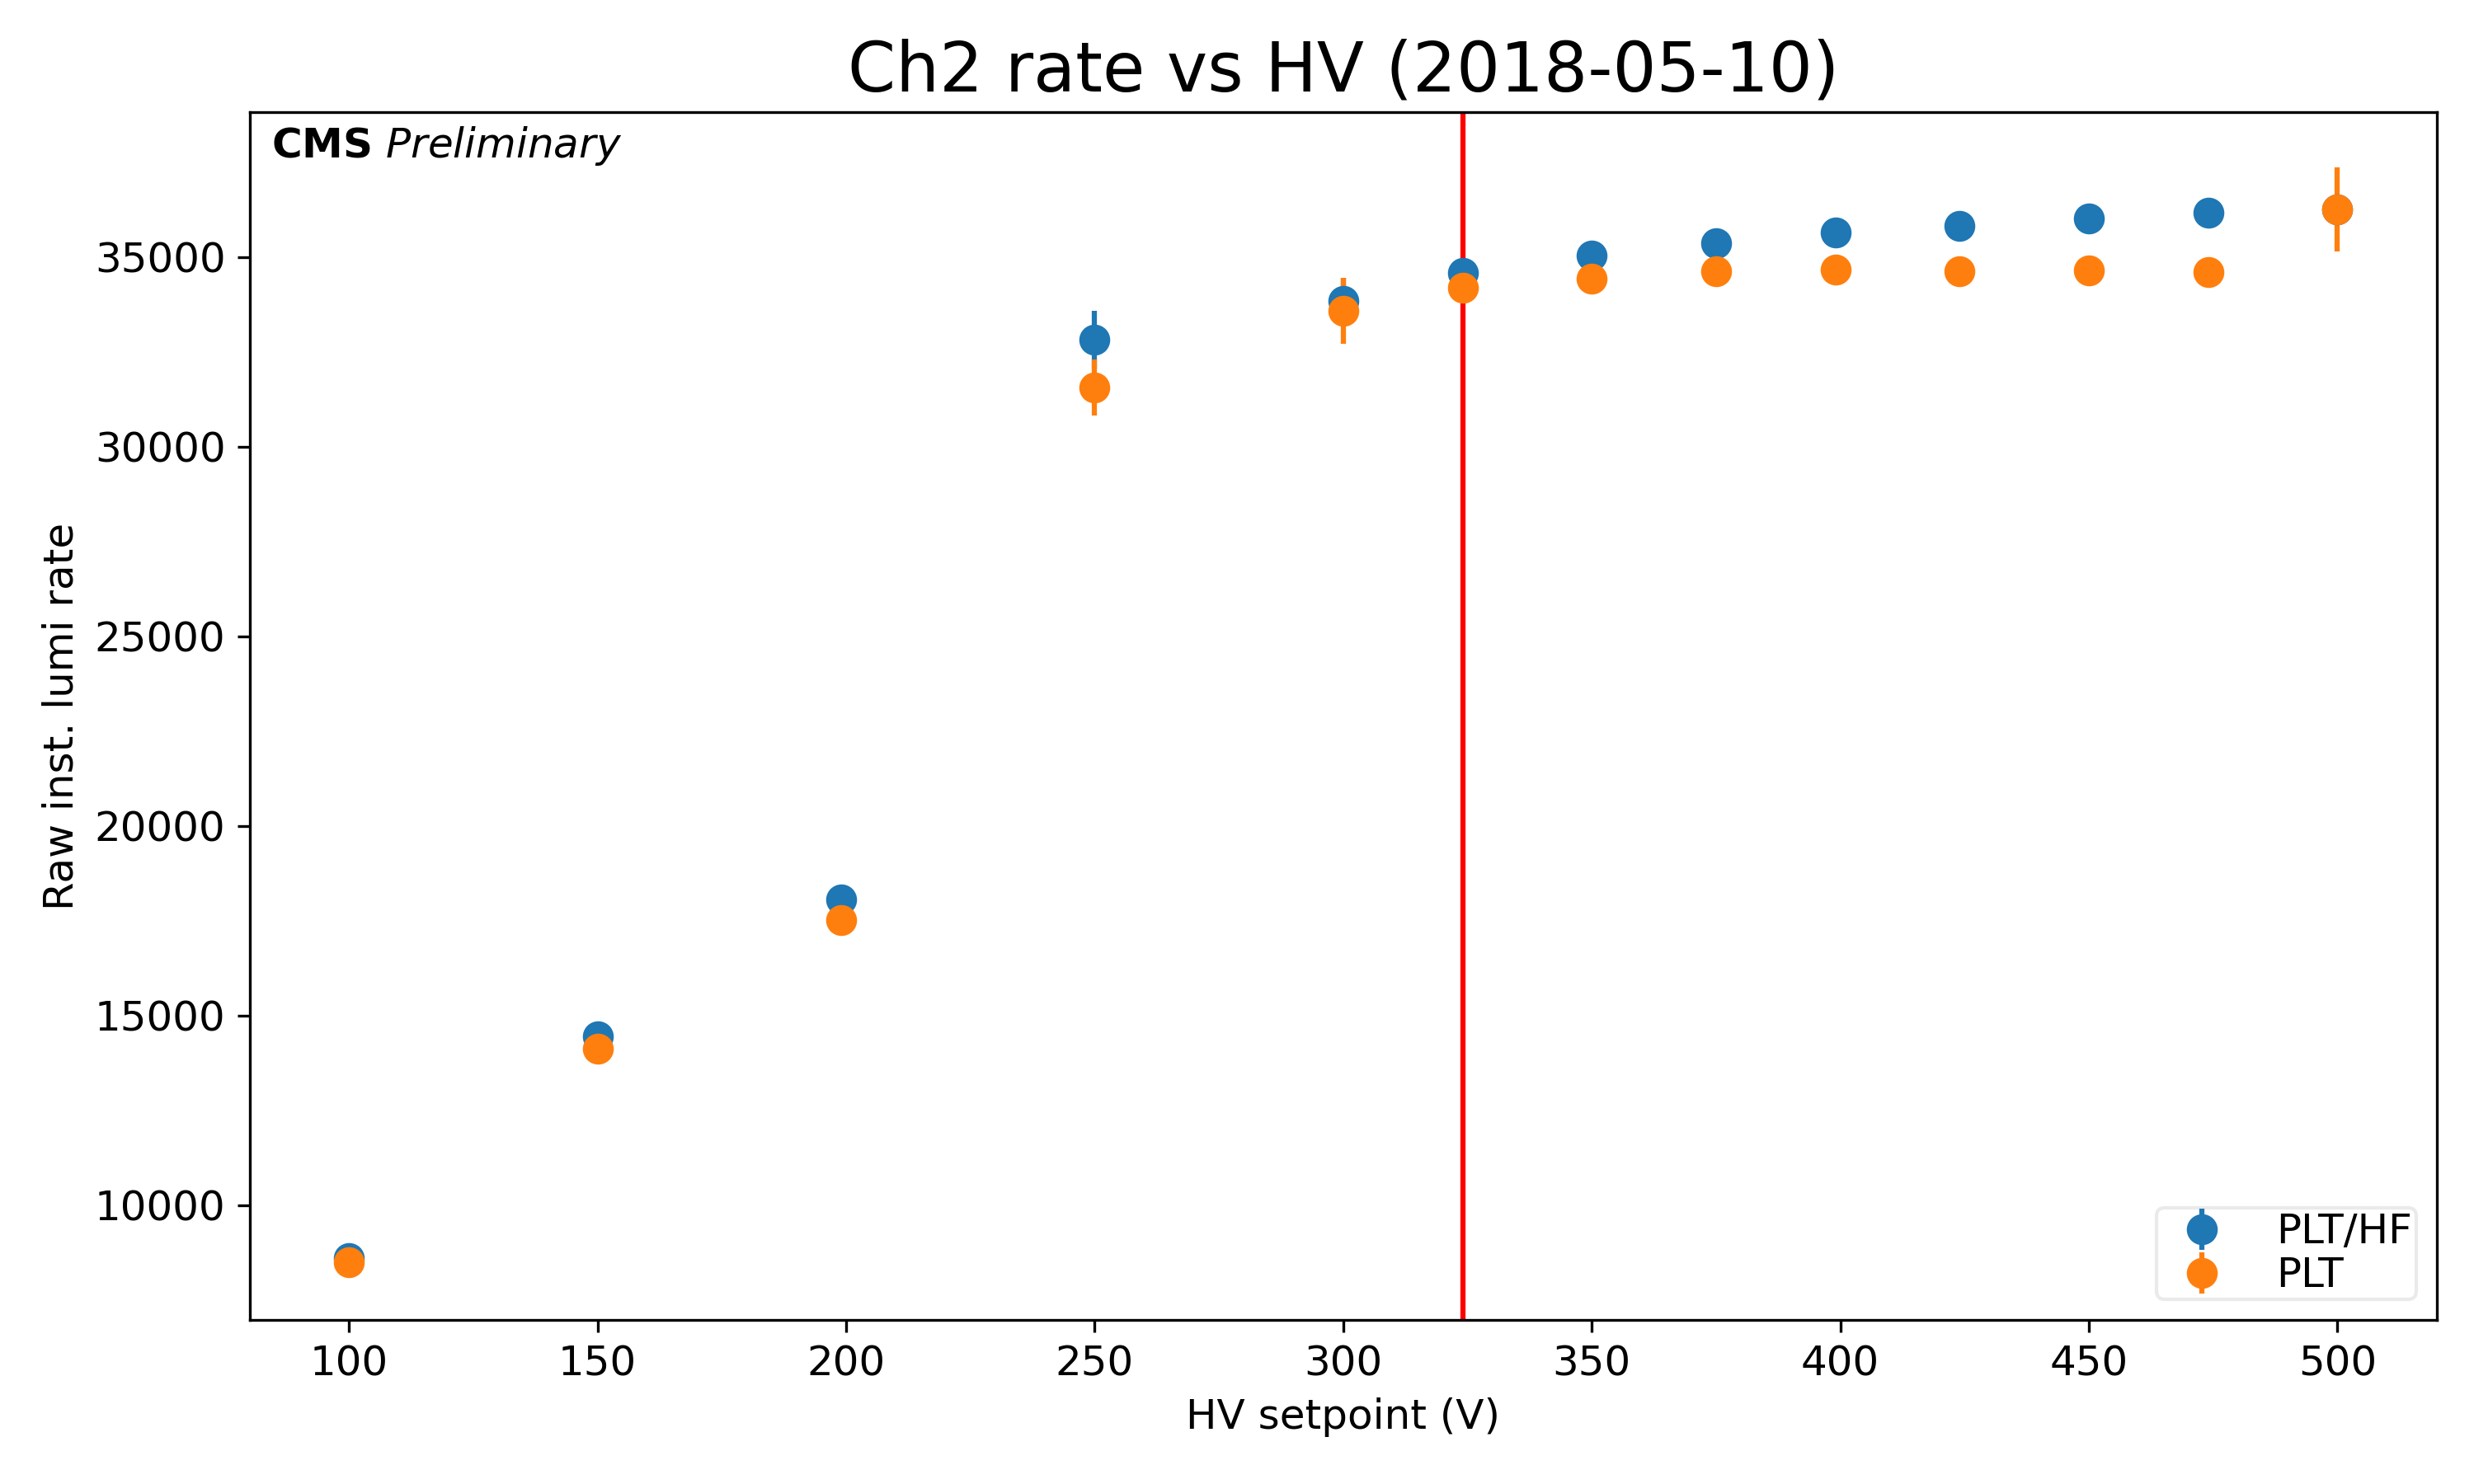 Ch2 rate vs HV (2018-05-10)
CMS Preliminary
Raw inst. lumi rate
35000
30000
25000
20000
15000
10000
100 150 200 250 300 350 400 450 500
HV setpoint (V)
PLT/HF
PLT